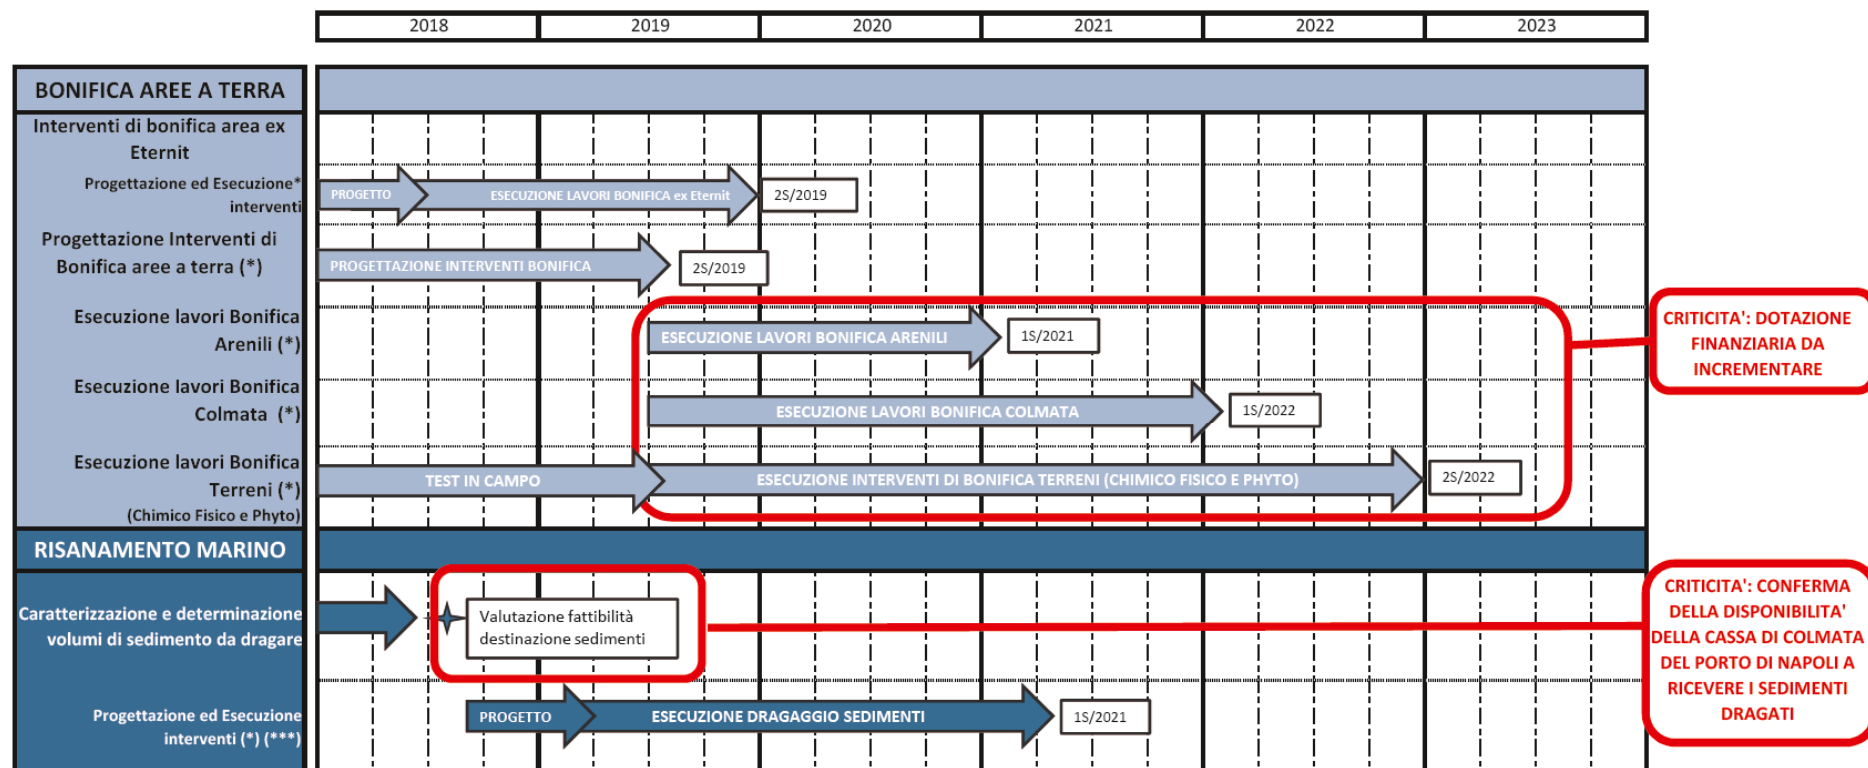 2018 2019 2020 2021 2022 2023
BONIFICA AREE A TERRA
Interventi di bonifica area ex
Eternit
Progettazione ed Esecuzione*
interventi
PROGETTO
ESECUZIONE LAVORI BONIFICA ex Eternit
2S/2019
Progettazione Interventi di
Bonifica aree a terra (*)
PROGETTAZIONE INTERVENTI BONIFICA
2S/2019
Esecuzione lavori Bonifica
Arenili (*)
ESECUZIONE LAVORI BONIFICA ARENILI
1S/2021
CRITICITA': DOTAZIONE
FINANZIARIA DA
INCREMENTARE
Esecuzione lavori Bonifica
Colmata (*)
ESECUZIONE LAVORI BONIFICA COLMATA
1S/2022
Esecuzione lavori Bonifica
Terreni (*)
(Chimico Fisico e Phyto)
TEST IN CAMPO
ESECUZIONE INTERVENTI DI BONIFICA TERRENI (CHIMICO FISICO E PHYTO)
2S/2022
RISANAMENTO MARINO
Caratterizzazione e determinazione
volumi di sedimento da dragare
Valutazione fattibilità
destinazione sedimenti
CRITICITA': CONFERMA
DELLA DISPONIBILITA'
DELLA CASSA DI COLMATA
DEL PORTO DI NAPOLI A
RICEVERE I SEDIMENTI
DRAGATI
Progettazione ed Esecuzione
interventi (*) (***)
PROGETTO
ESECUZIONE DRAGAGGIO SEDIMENTI
1S/2021